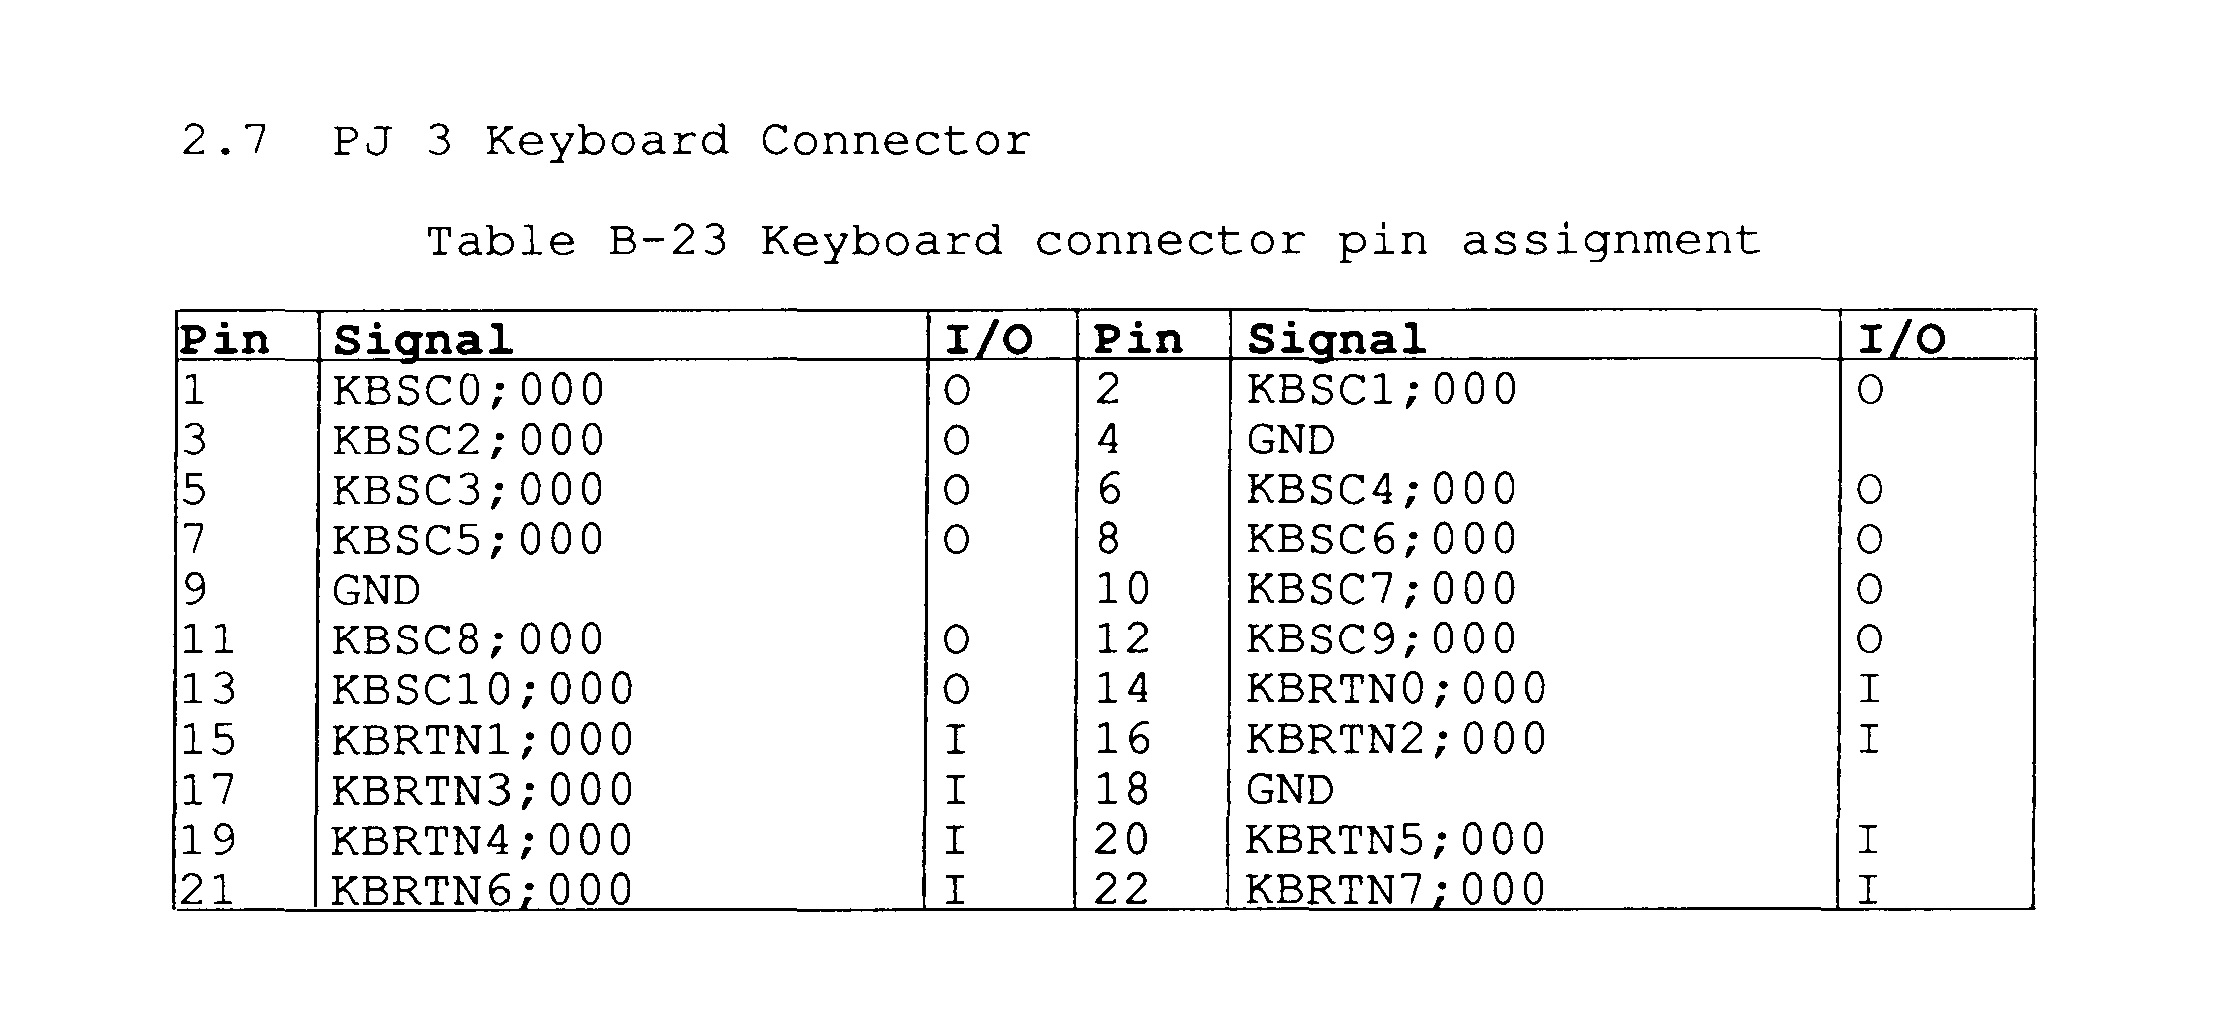 2.7 PJ 3 Keyboard Connector
Table B-23 Keyboard connector pin assignment
Pin Signal I/O Pin Signal I/O
1 KBSC0;000 O 2 KBSC1;000 O
3 KBSC2;000 O 4 GND
5 KBSC3;000 O 6 KBSC4;000 O
7 KBSC5;000 O 8 KBSC6;000 O
9 GND 10 KBSC7;000 O
11 KBSC8;000 O 12 KBSC9;000 O
13 KBSC10;000 O 14 KBRTN0;000 I
15 KBRTN1;000 I 16 KBRTN2;000 I
17 KBRTN3;000 I 18 GND
19 KBRTN4;000 I 20 KBRTN5;000 I
21 KBRTN6;000 I 22 KBRTN7;000 I